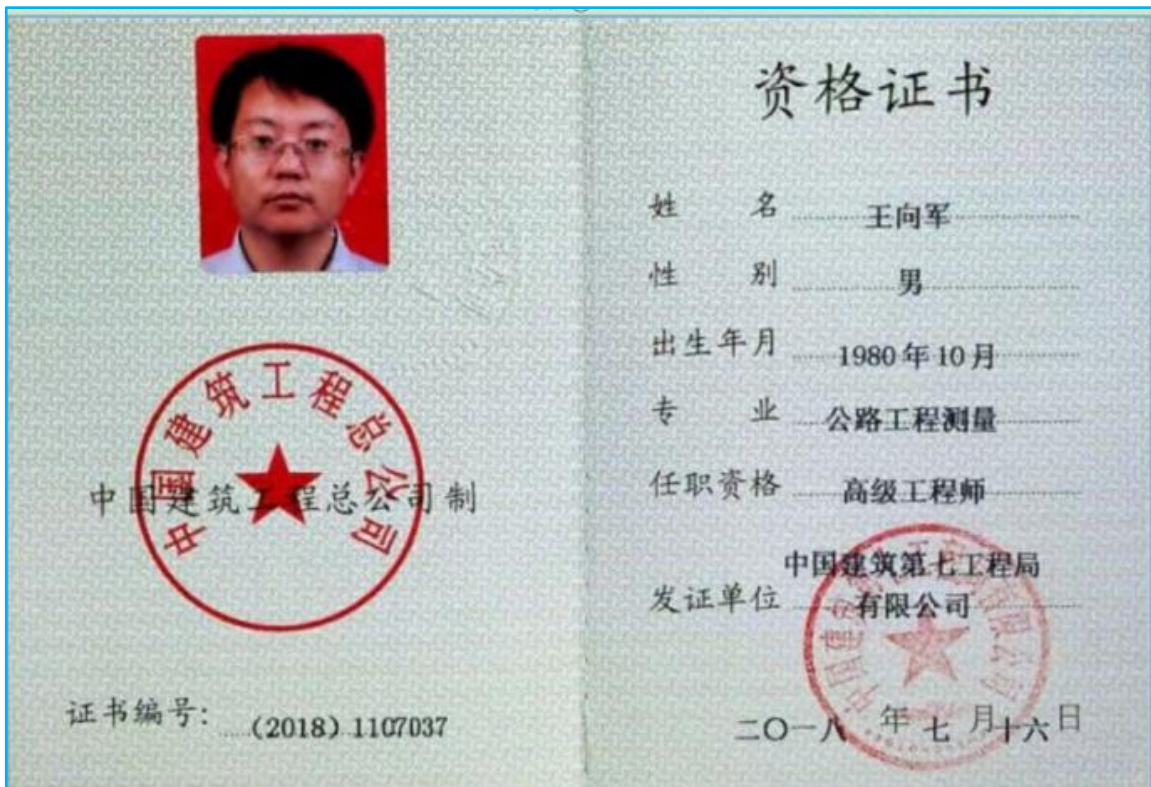 中国建筑工程总公司
中国建筑工程总公司制
证书编号: (2018) 1107037
资格证书
姓 名 王向军
性 别 男
出生年月 1980年10月
专 业 公路工程测量
任职资格 高级工程师
发证单位 中国建筑第七工程局
有限公司
二〇一八年七月十六日